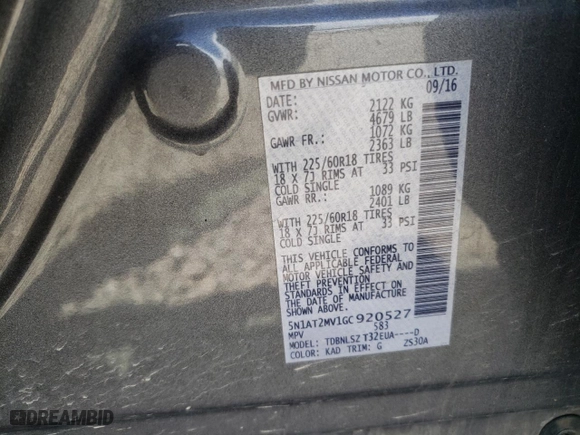 MFD BY NISSAN MOTOR CO., LTD.
DATE: 09/16
GVWR: 2122 KG
4679 LB
GAWR FR.: 1072 KG
2363 LB
WITH 225/60R18 TIRES
18 X 7J RIMS AT 33 PSI
COLD SINGLE
GAWR RR.: 1089 KG
2401 LB
WITH 225/60R18 TIRES
18 X 7J RIMS AT 33 PSI
COLD SINGLE
THIS VEHICLE CONFORMS TO
ALL APPLICABLE FEDERAL
MOTOR VEHICLE SAFETY AND
THEFT PREVENTION
STANDARDS IN EFFECT ON
THE DATE OF MANUFACTURE
SHOWN ABOVE.
5N1AT2MV1GC920527
MPV 583
MODEL: TDBNLSZ T32EUA----D
COLOR: KAD TRIM: G ZS30A
DREAMBID